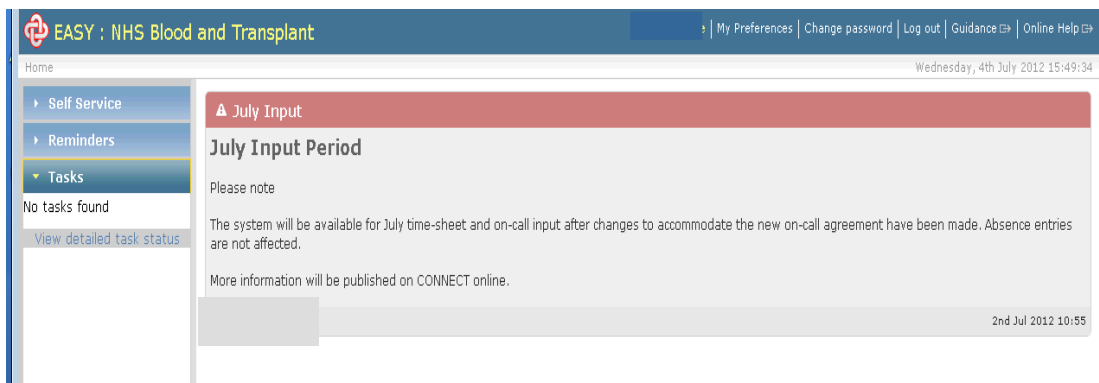 EASY : NHS Blood and Transplant
My Preferences | Change password | Log out | Guidance | Online Help
Home
Wednesday, 4th July 2012 15:49:34
Self Service
Reminders
Tasks
No tasks found
View detailed task status
July Input
July Input Period
Please note
The system will be available for July time-sheet and on-call input after changes to accommodate the new on-call agreement have been made. Absence entries
are not affected.
More information will be published on CONNECT online.
2nd Jul 2012 10:55